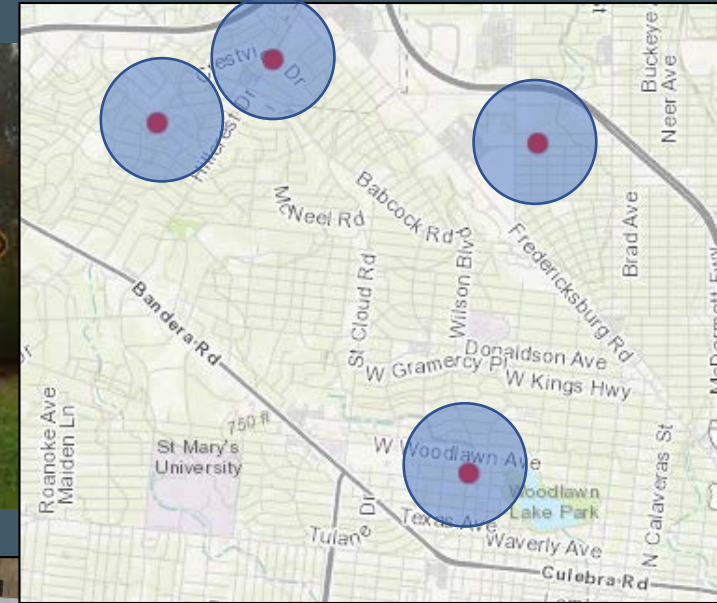 Crestview
Dr
Hillcrest Dr
Buckeye
Neer Ave
McNeel Rd
Babcock Rd
Brad Ave
Fredericksburg Rd
Wilson Blvd
St Cloud Rd
Bandera Rd
Donaldson Ave
W Gramercy Pl
W Kings Hwy
Roanoke Ave
Maiden Ln
750 ft
St Mary's
University
W Woodlawn Ave
Woodlawn
Lake Park
Texas Ave
Waverly Ave
Tulane Dr
N Calaveras St
Culebra Rd